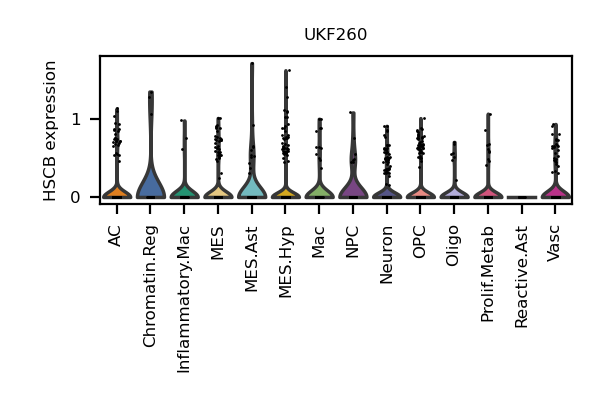 UKF260
HSCB expression
1
0
AC
Chromatin.Reg
Inflammatory.Mac
MES
MES.Ast
MES.Hyp
Mac
NPC
Neuron
OPC
Oligo
Prolif.Metab
Reactive.Ast
Vasc